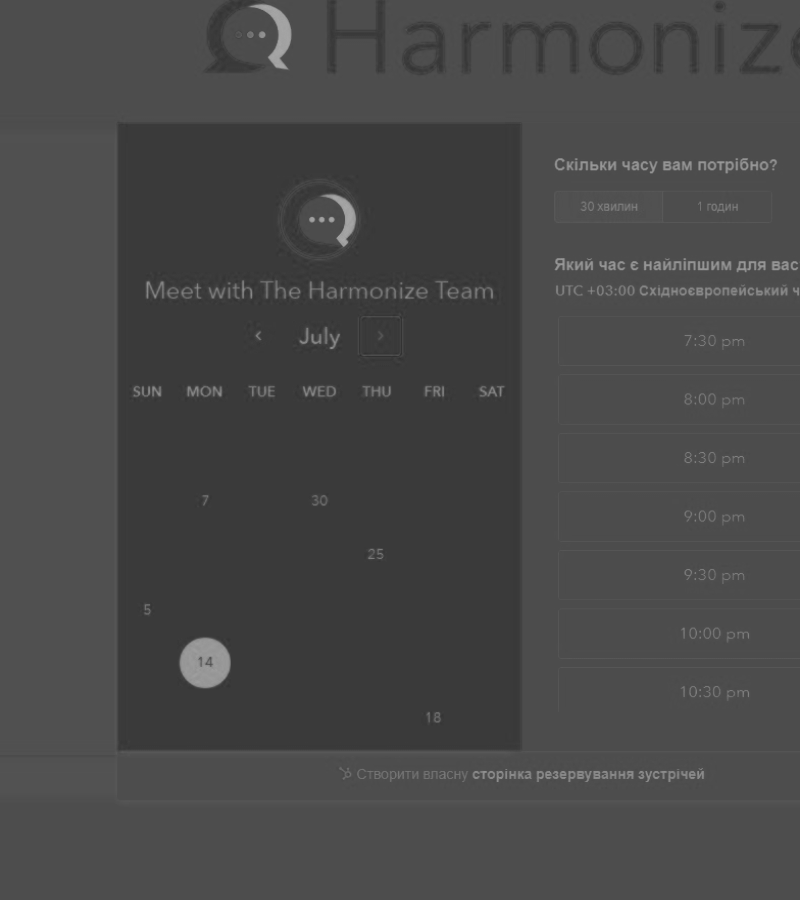 Harmonize
Meet with The Harmonize Team
July
SUN MON TUE WED THU FRI SAT
7 30
25
5
14
18
Скільки часу вам потрібно?
30 хвилин 1 годин
Який час є найліпшим для вас
UTC +03:00 Східноєвропейський ч
7:30 pm
8:00 pm
8:30 pm
9:00 pm
9:30 pm
10:00 pm
10:30 pm
Створити власну сторінка резервування зустрічей